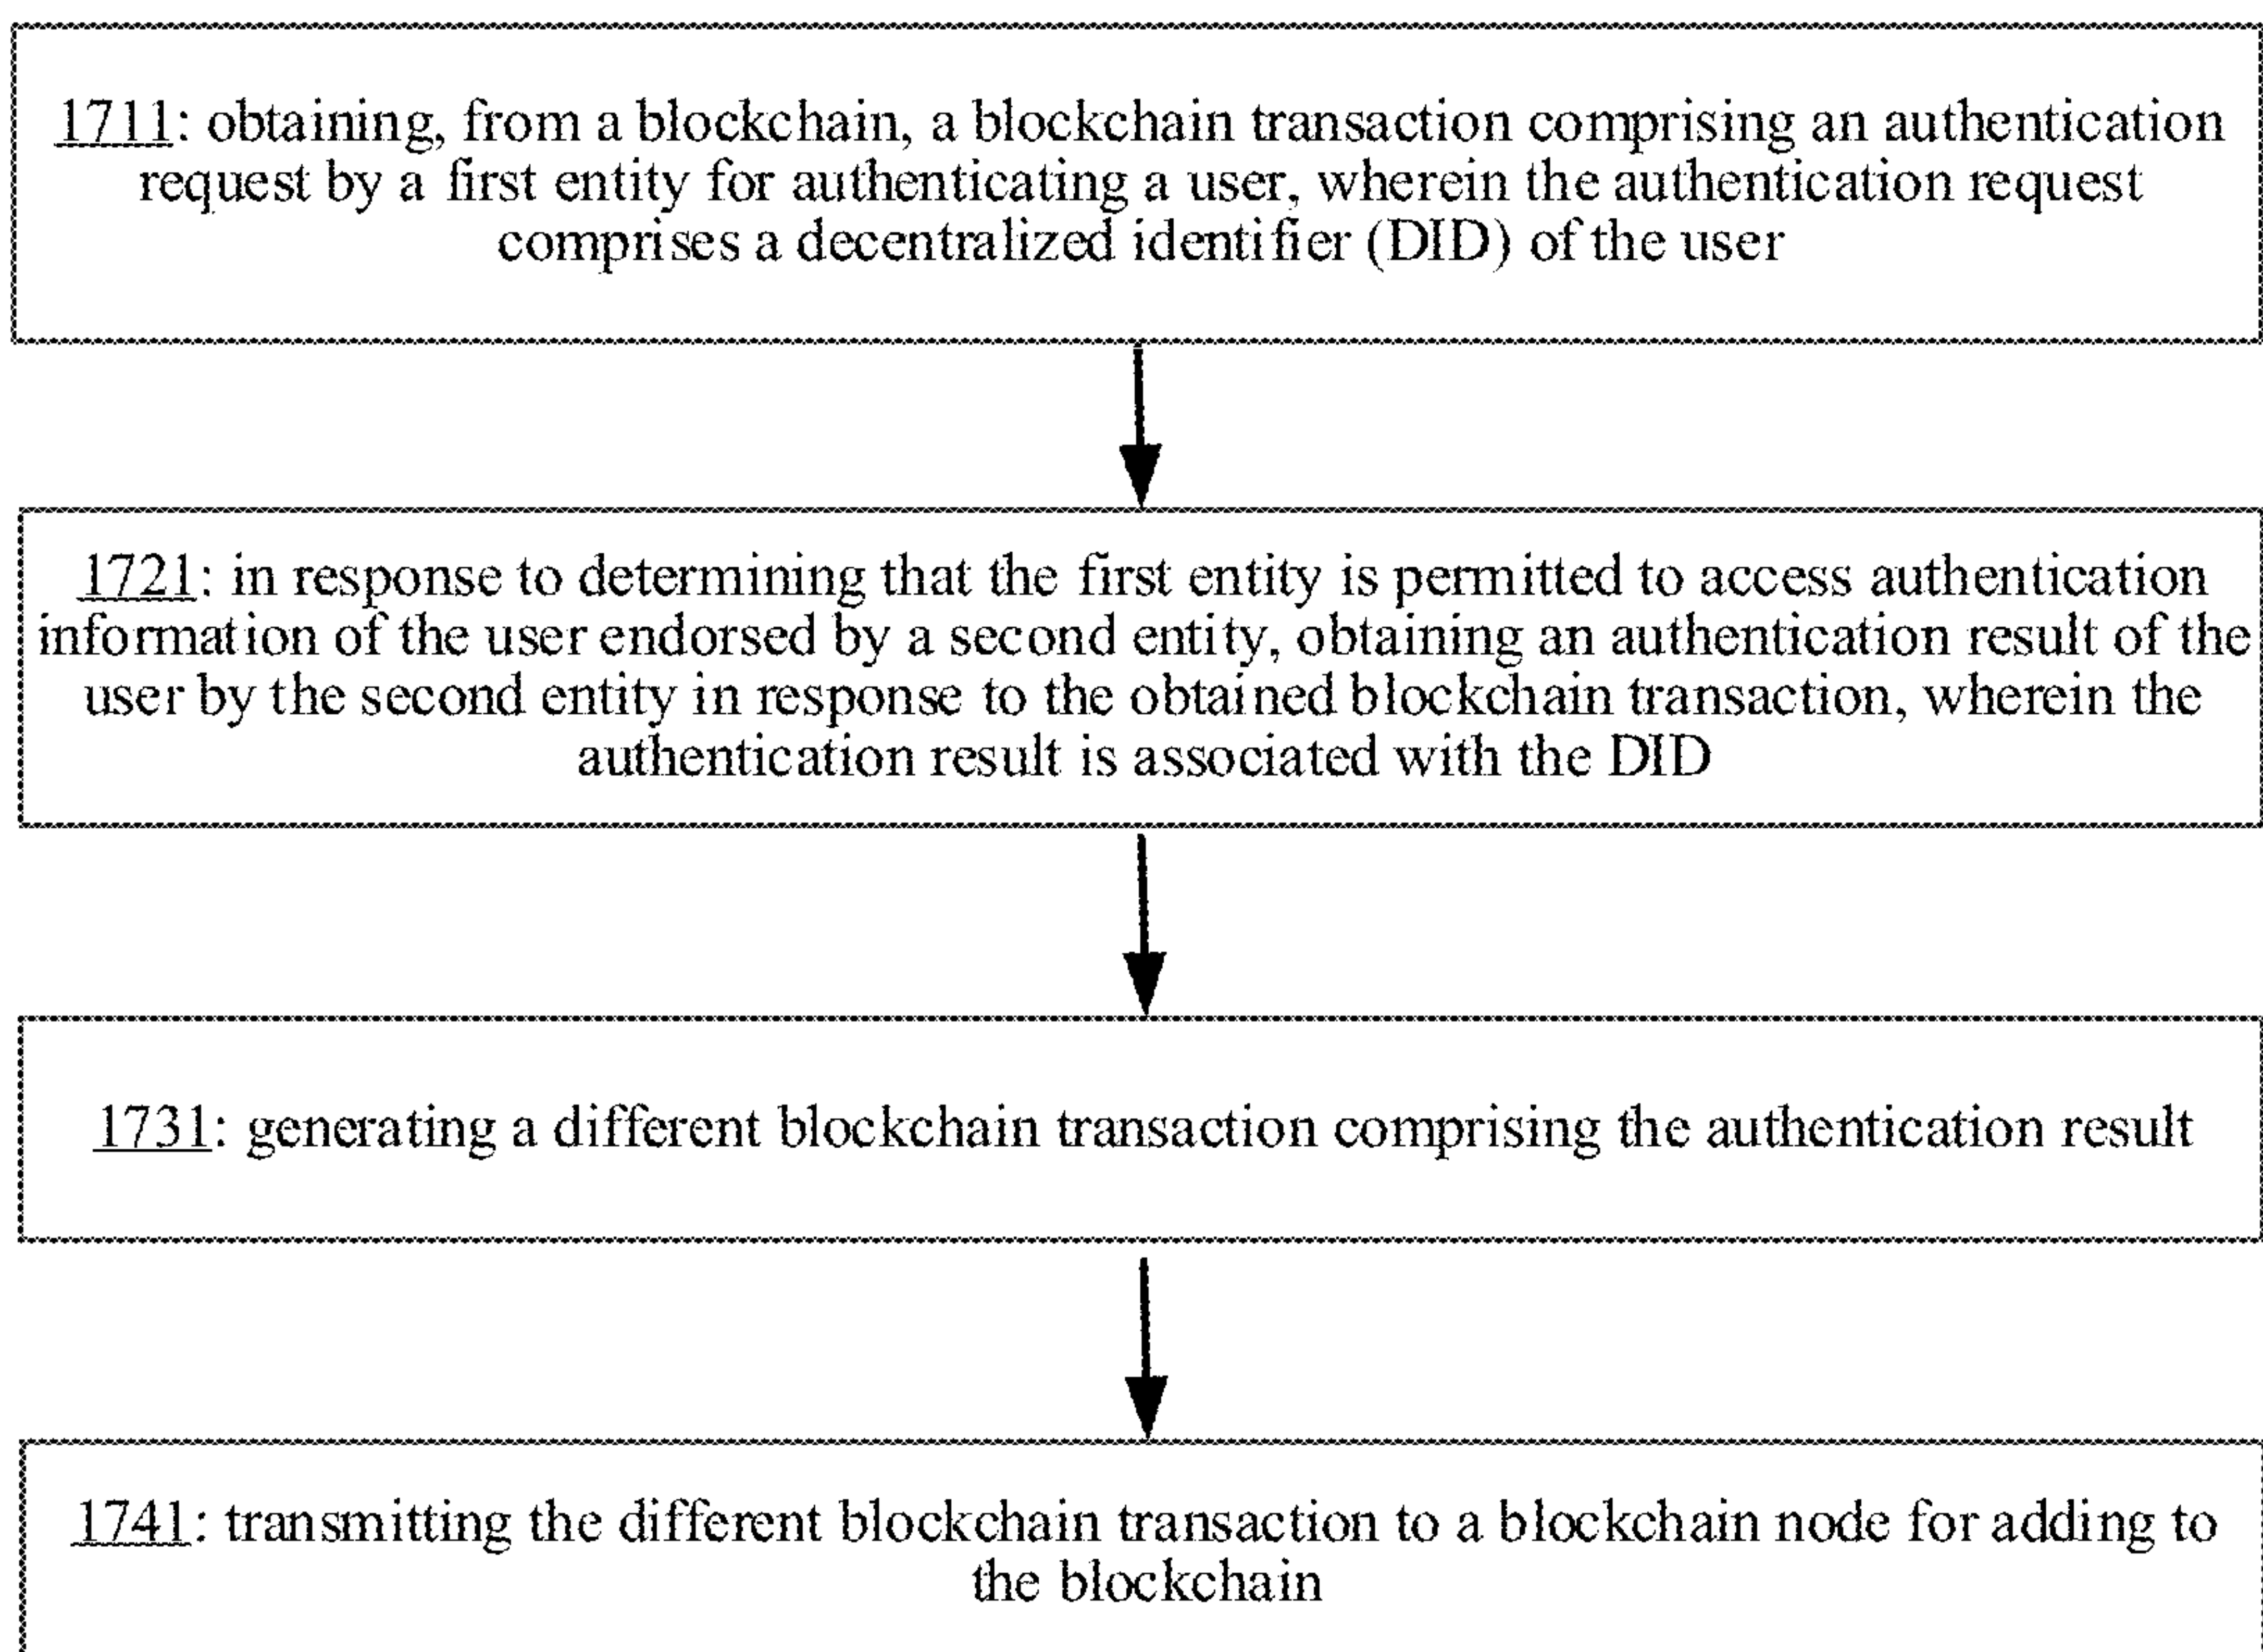 1711: obtaining, from a blockchain, a blockchain transaction comprising an authentication
request by a first entity for authenticating a user, wherein the authentication request
comprises a decentralized identifier (DID) of the user
1721: in response to determining that the first entity is permitted to access authentication
information of the user endorsed by a second entity, obtaining an authentication result of the
user by the second entity in response to the obtained blockchain transaction, wherein the
authentication result is associated with the DID
1731: generating a different blockchain transaction comprising the authentication result
1741: transmitting the different blockchain transaction to a blockchain node for adding to
the blockchain